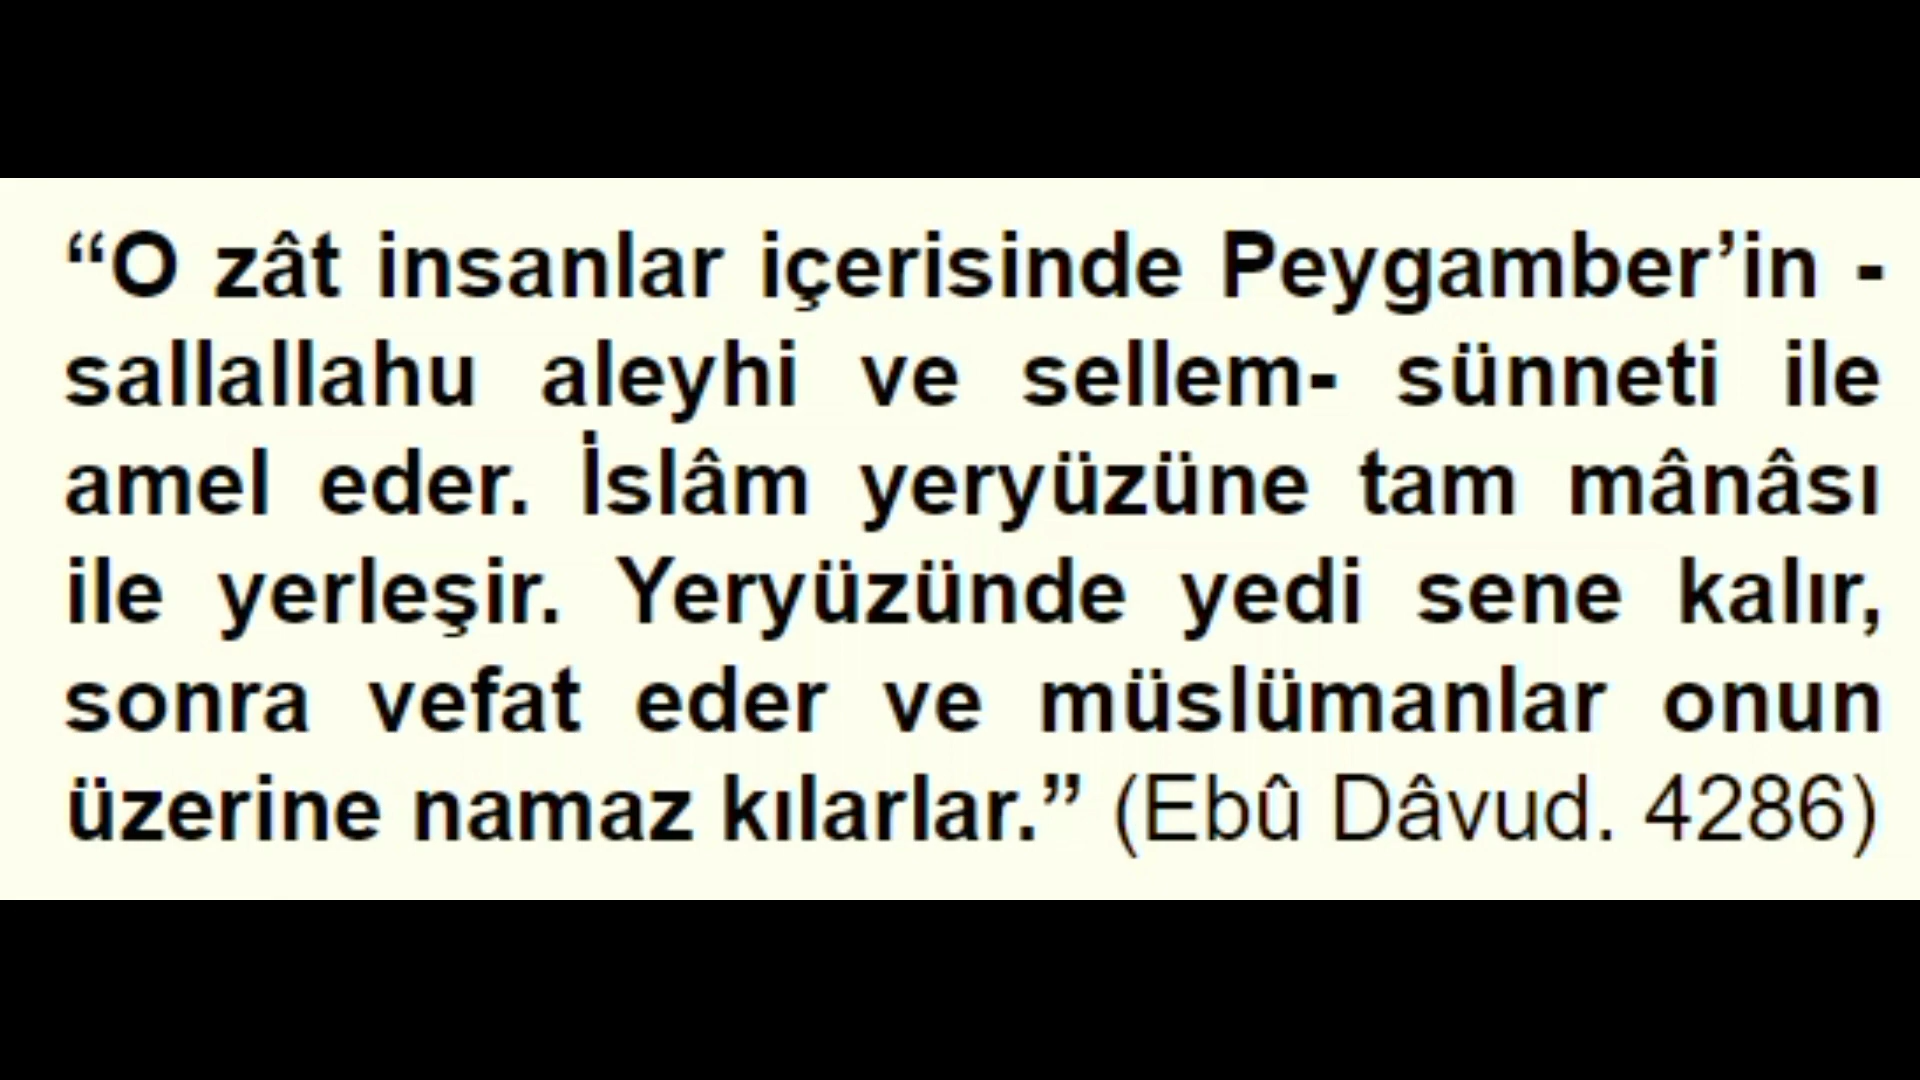 “O zât insanlar içerisinde Peygamber’in -
sallallahu aleyhi ve sellem- sünneti ile
amel eder. İslâm yeryüzüne tam mânâsı
ile yerleşir. Yeryüzünde yedi sene kalır,
sonra vefat eder ve müslümanlar onun
üzerine namaz kılarlar.” (Ebû Dâvud. 4286)